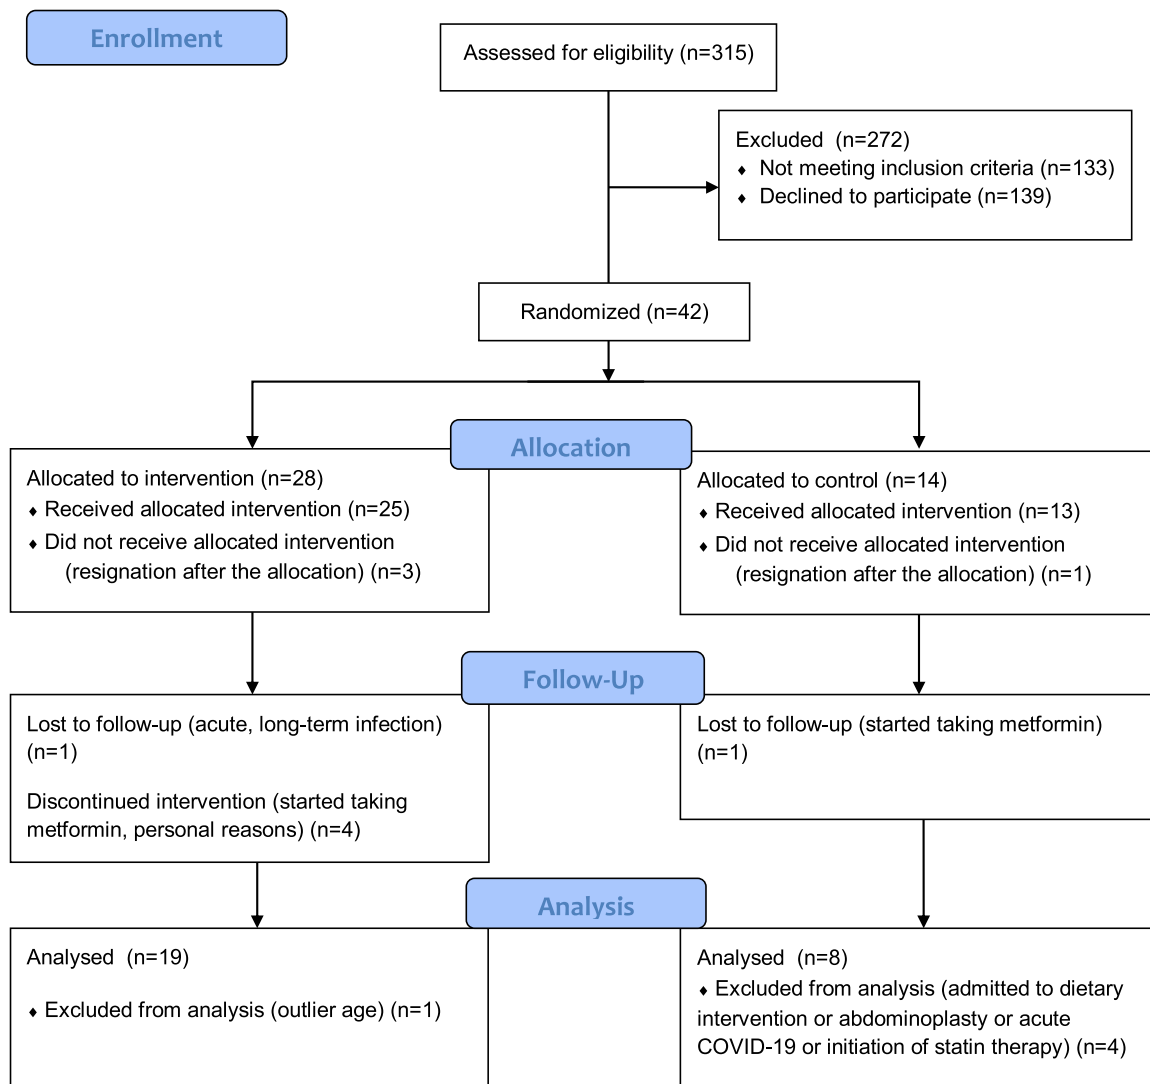 Enrollment
Assessed for eligibility (n=315)
Excluded (n=272)
♦ Not meeting inclusion criteria (n=133)
♦ Declined to participate (n=139)
Randomized (n=42)
Allocation
Allocated to intervention (n=28)
♦ Received allocated intervention (n=25)
♦ Did not receive allocated intervention
(resignation after the allocation) (n=3)
Allocated to control (n=14)
♦ Received allocated intervention (n=13)
♦ Did not receive allocated intervention
(resignation after the allocation) (n=1)
Follow-Up
Lost to follow-up (acute, long-term infection)
(n=1)
Discontinued intervention (started taking
metformin, personal reasons) (n=4)
Lost to follow-up (started taking metformin)
(n=1)
Analysis
Analysed (n=19)
♦ Excluded from analysis (outlier age) (n=1)
Analysed (n=8)
♦ Excluded from analysis (admitted to dietary
intervention or abdominoplasty or acute
COVID-19 or initiation of statin therapy) (n=4)